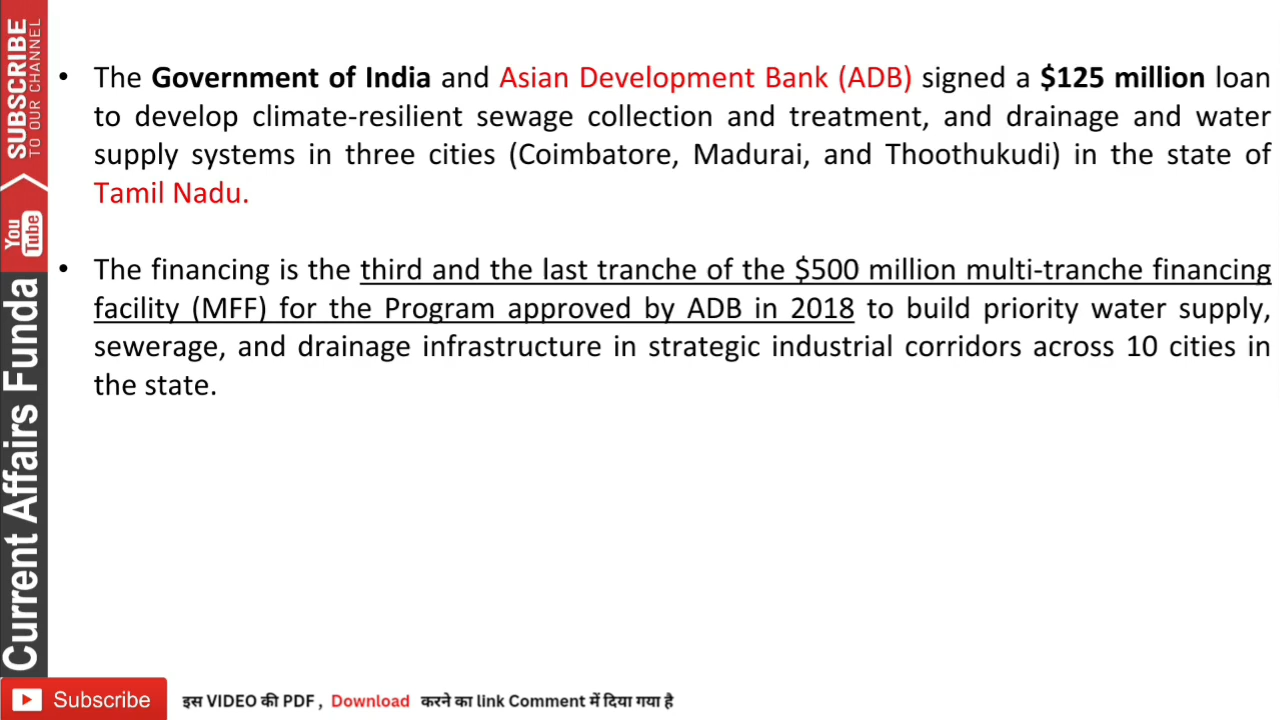 • The Government of India and Asian Development Bank (ADB) signed a $125 million loan
to develop climate-resilient sewage collection and treatment, and drainage and water
supply systems in three cities (Coimbatore, Madurai, and Thoothukudi) in the state of
Tamil Nadu.
• The financing is the third and the last tranche of the $500 million multi-tranche financing
facility (MFF) for the Program approved by ADB in 2018 to build priority water supply,
sewerage, and drainage infrastructure in strategic industrial corridors across 10 cities in
the state.
SUBSCRIBE
TO OUR CHANNEL
You
Tube
Current Affairs Funda
Subscribe
इस VIDEO की PDF , Download करने का link Comment में दिया गया है